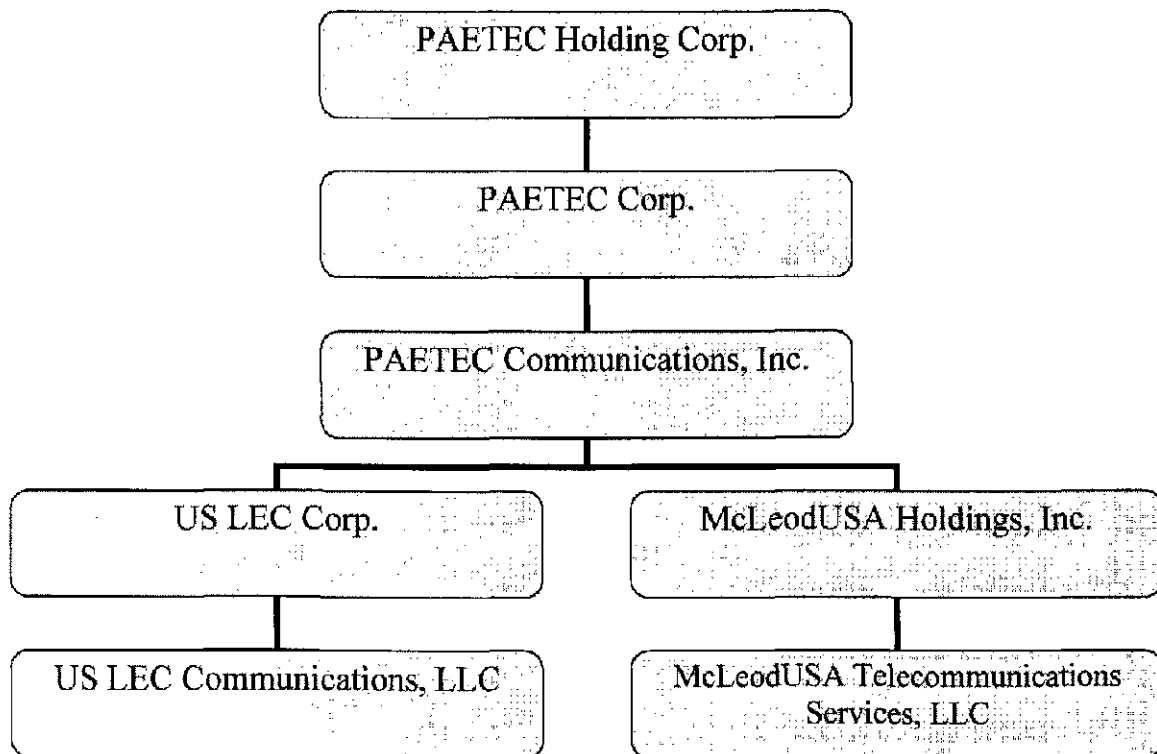 PAETEC Holding Corp.
PAETEC Corp.
PAETEC Communications, Inc.
US LEC Corp.
McLeodUSA Holdings, Inc.
US LEC Communications, LLC
McLeodUSA Telecommunications
Services, LLC